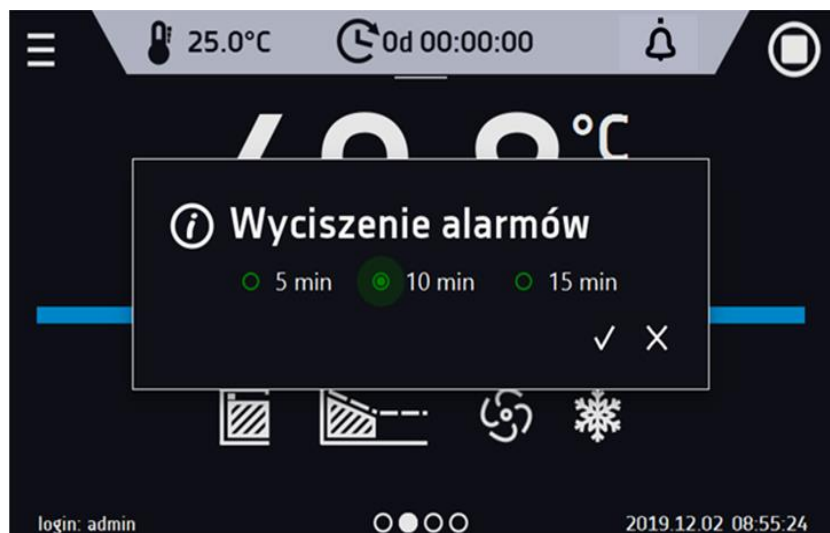 25.0°C 0d 00:00:00
°C
Wyciszenie alarmów
5 min 10 min 15 min
login: admin 2019.12.02 08:55:24